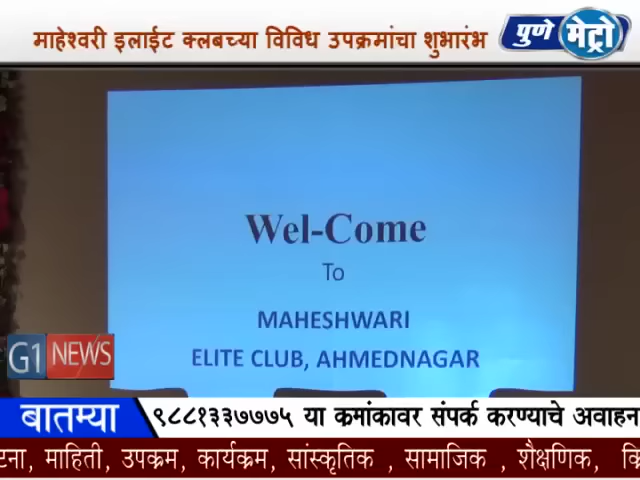 माहेश्वरी इलाईट क्लबच्या विविध उपक्रमांचा शुभारंभ
पुणे मेट्रो
Wel-Come
To
MAHESHWARI
ELITE CLUB, AHMEDNAGAR
G1 NEWS
बातम्या
९८८१३३७७७५ या क्रमांकावर संपर्क करण्याचे अवाहन
टना, माहिती, उपक्रम, कार्यक्रम, सांस्कृतिक , सामाजिक , शैक्षणिक,